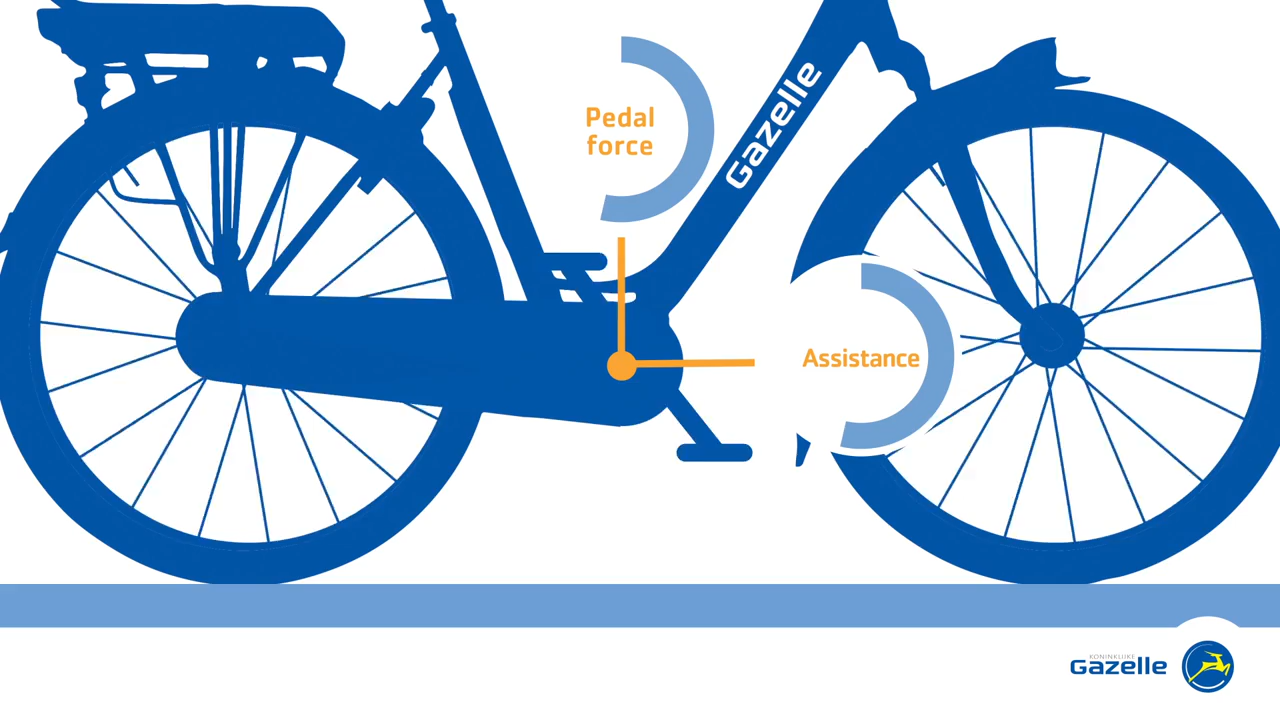 Pedal
force
Gazelle
Assistance
KONINKLIJKE
Gazelle